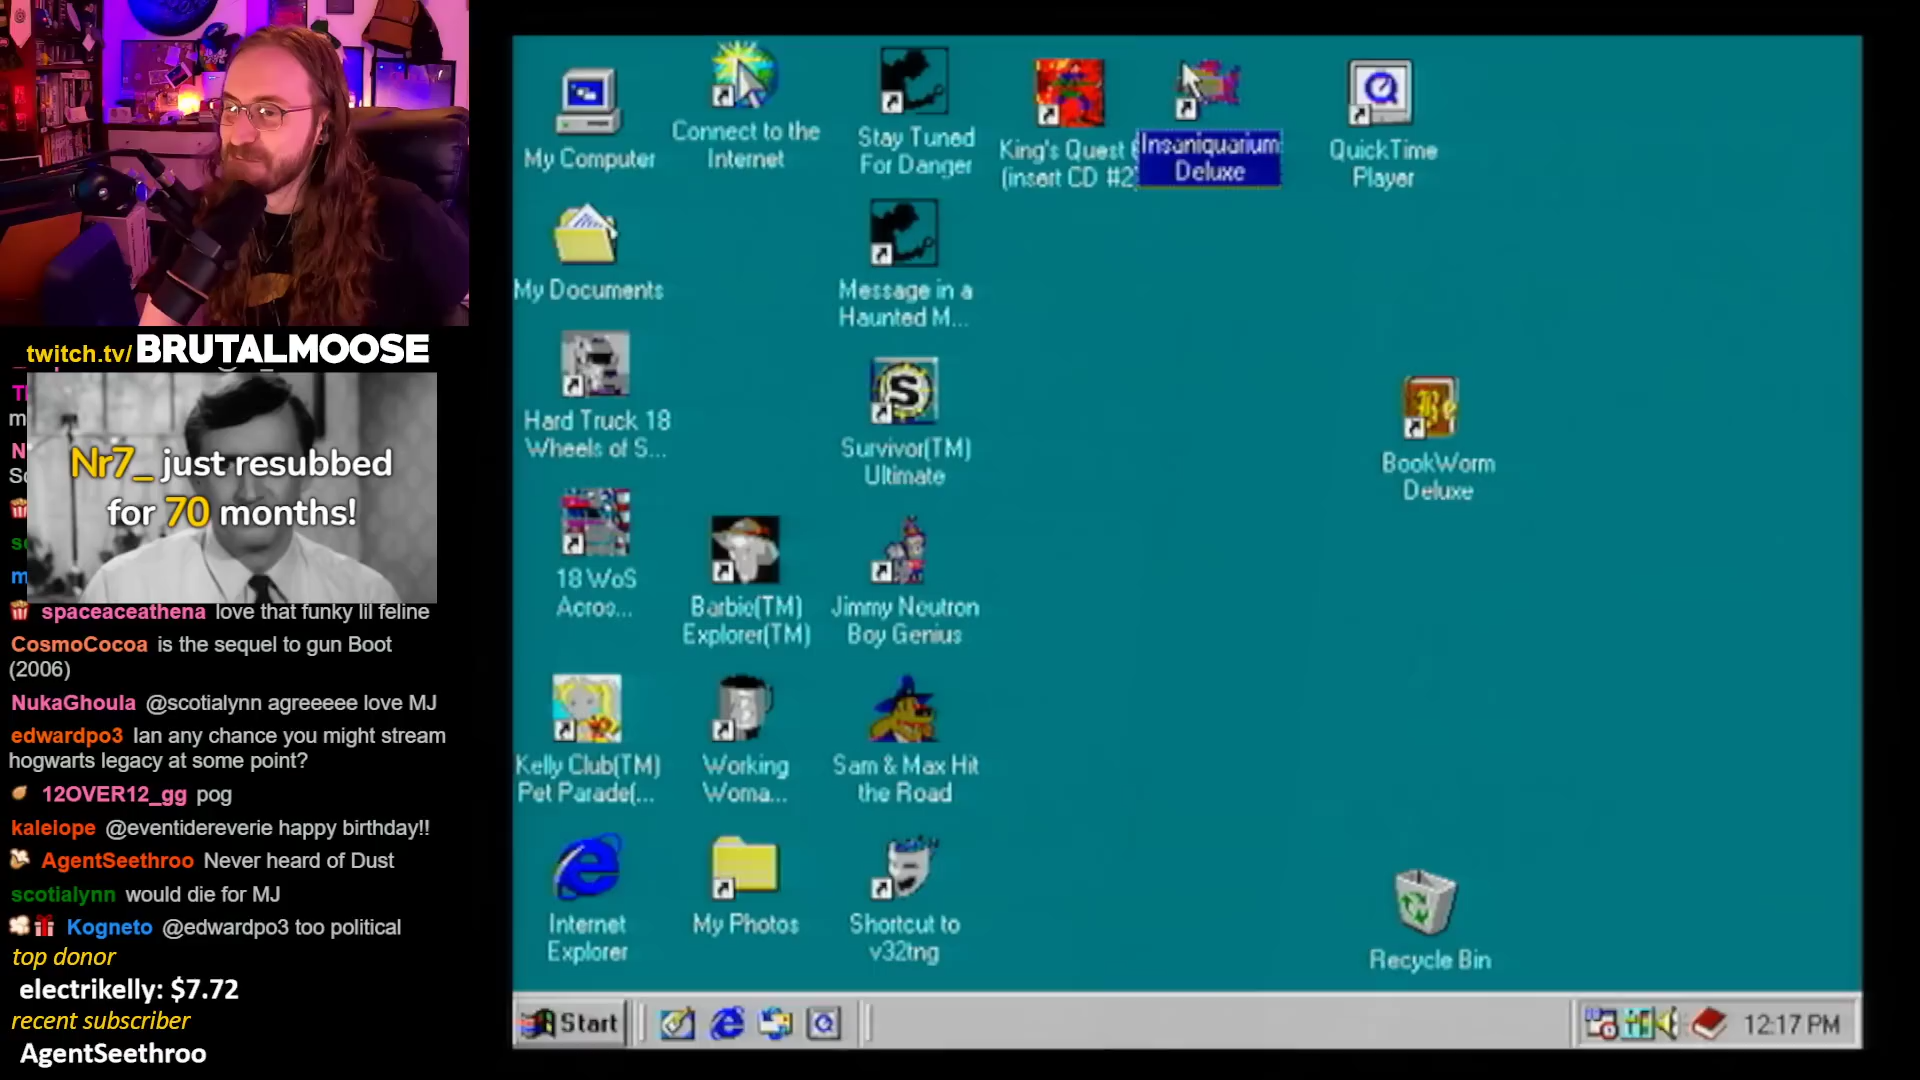 twitch.tv/BRUTALMOOSE
Nr7_ just resubbed
for 70 months!
spaceaceathena love that funky lil feline
CosmoCocoa is the sequel to gun Boot
(2006)
NukaGhoula @scotialynn agreeeee love MJ
edwardpo3 Ian any chance you might stream
hogwarts legacy at some point?
12OVER12_gg pog
kalelope @eventidereverie happy birthday!!
AgentSeethroo Never heard of Dust
scotialynn would die for MJ
Kogneto @edwardpo3 too political
top donor
electrikelly: $7.72
recent subscriber
AgentSeethroo
My Computer
Connect to the
Internet
Stay Tuned
For Danger
King's Quest
(insert CD #2)
Insaniquarium
Deluxe
QuickTime
Player
My Documents
Message in a
Haunted M...
Hard Truck 18
Wheels of S...
Survivor(TM)
Ultimate
BookWorm
Deluxe
18 WoS
Acros...
Barbie(TM)
Explorer(TM)
Jimmy Neutron
Boy Genius
Kelly Club(TM)
Pet Parade(...
Working
Woma...
Sam & Max Hit
the Road
Internet
Explorer
My Photos
Shortcut to
v32tng
Recycle Bin
Start
12:17 PM